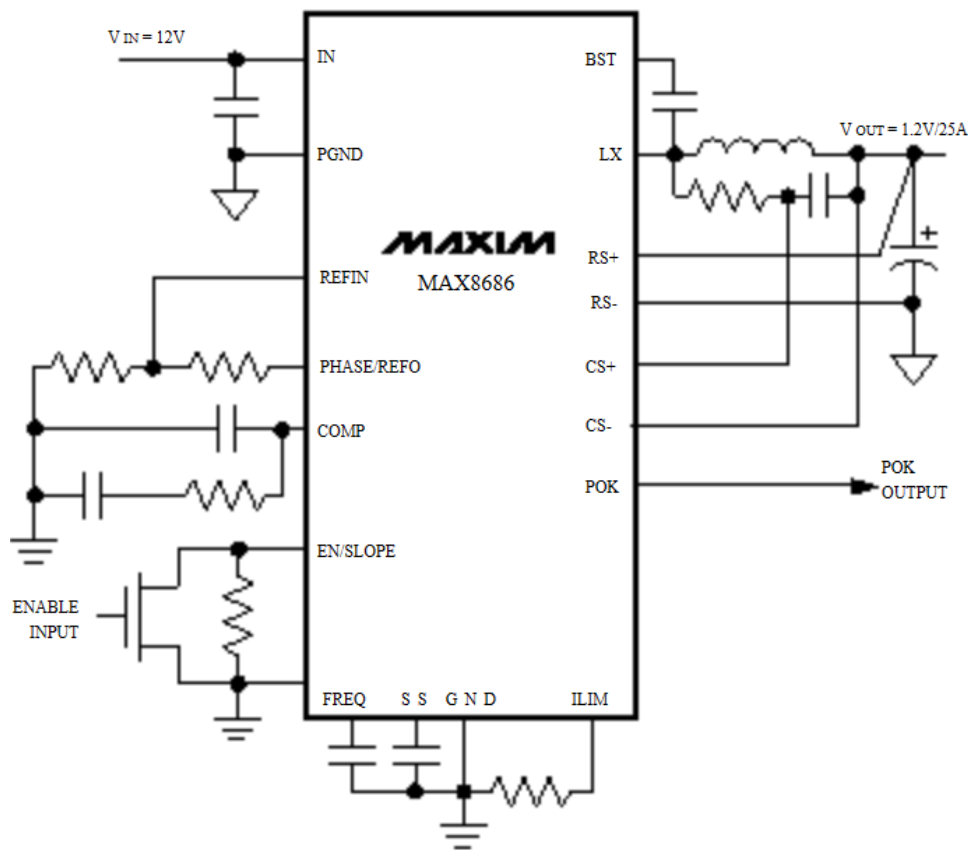 V IN = 12V
IN
BST
V OUT = 1.2V/25A
PGND
LX
MAXIM
MAX8686
RS+
REFIN
RS-
PHASE/REFO
CS+
COMP
CS-
POK
POK
OUTPUT
EN/SLOPE
ENABLE
INPUT
FREQ
S S
G N D
ILIM
+